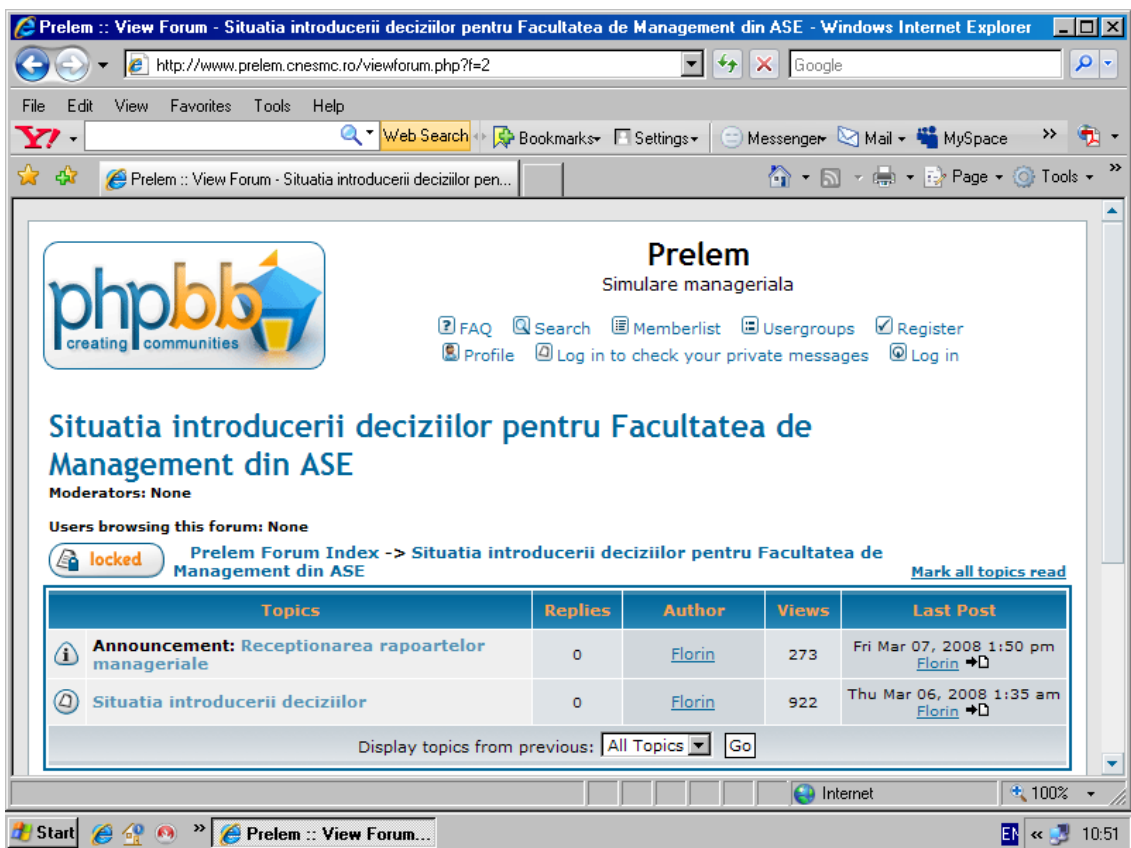 Prelem :: View Forum - Situatia introducerii deciziilor pentru Facultatea de Management din ASE - Windows Internet Explorer
http://www.prelem.cnesmc.ro/viewforum.php?f=2
Google
File Edit View Favorites Tools Help
Y! Web Search Bookmarks Settings Messenger Mail MySpace >>
Prelem :: View Forum - Situatia introducerii deciziilor pen... Page Tools >>
phpbb
creating communities
Prelem
Simulare manageriala
FAQ Search Memberlist Usergroups Register
Profile Log in to check your private messages Log in
Situatia introducerii deciziilor pentru Facultatea de
Management din ASE
Moderators: None
Users browsing this forum: None
locked Prelem Forum Index -> Situatia introducerii deciziilor pentru Facultatea de
Management din ASE Mark all topics read
Topics Replies Author Views Last Post
Announcement: Receptionarea rapoartelor
manageriale 0 Florin 273 Fri Mar 07, 2008 1:50 pm
Florin
Situatia introducerii deciziilor 0 Florin 922 Thu Mar 06, 2008 1:35 am
Florin
Display topics from previous: All Topics Go
Internet 100%
Start >> Prelem :: View Forum... EN << 10:51